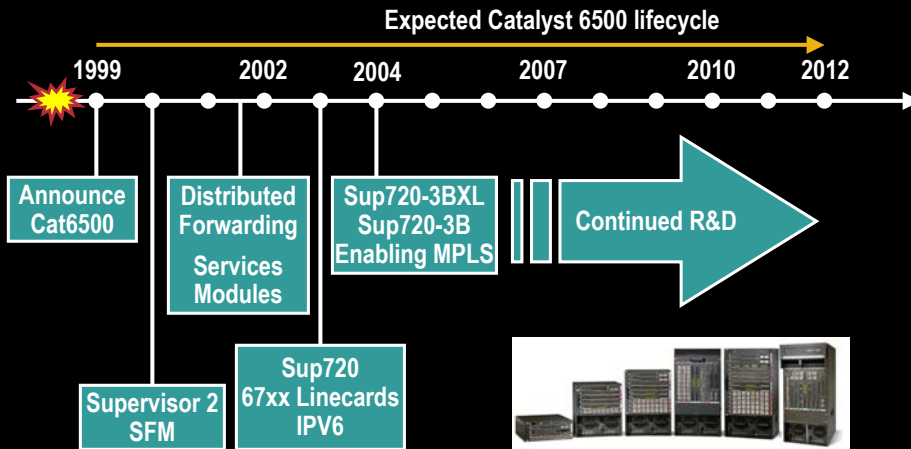 Expected Catalyst 6500 lifecycle
1999
2002
2004
2007
2010
2012
Announce
Cat6500
Distributed
Forwarding
Services
Modules
Sup720-3BXL
Sup720-3B
Enabling MPLS
Continued R&D
Supervisor 2
SFM
Sup720
67xx Linecards
IPV6